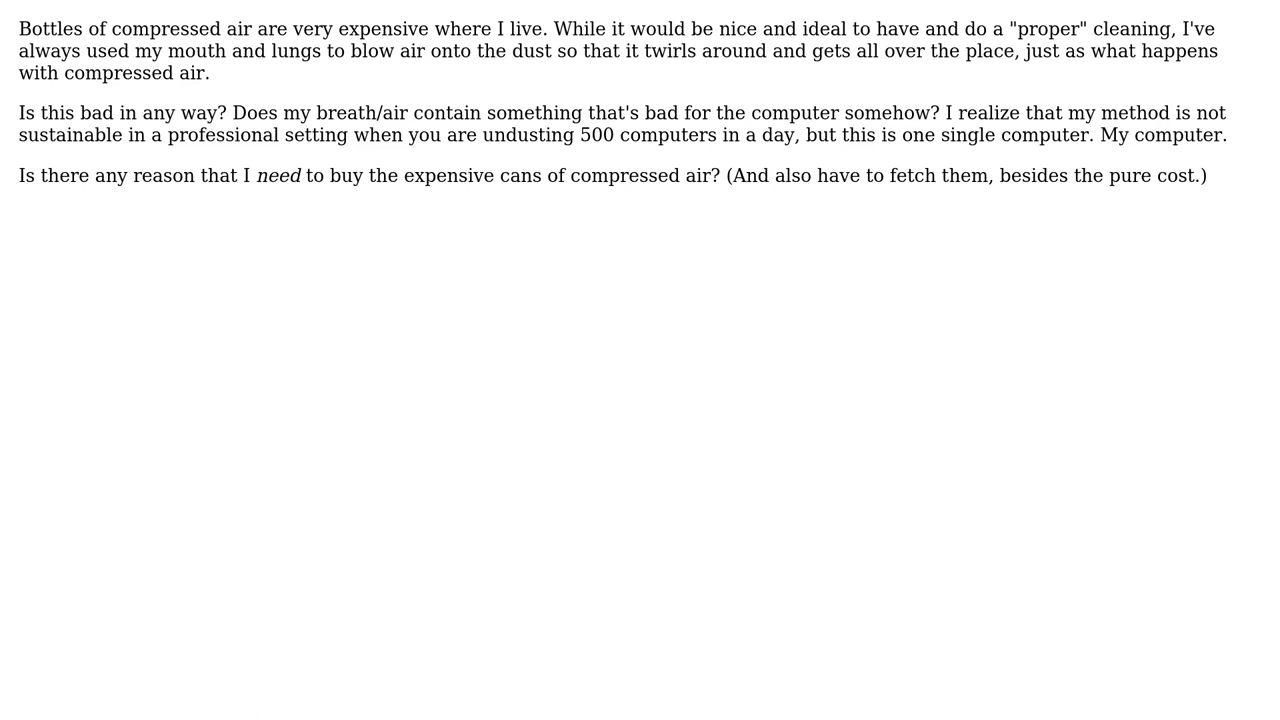 Bottles of compressed air are very expensive where I live. While it would be nice and ideal to have and do a "proper" cleaning, I've
always used my mouth and lungs to blow air onto the dust so that it twirls around and gets all over the place, just as what happens
with compressed air.
Is this bad in any way? Does my breath/air contain something that's bad for the computer somehow? I realize that my method is not
sustainable in a professional setting when you are undusting 500 computers in a day, but this is one single computer. My computer.
Is there any reason that I need to buy the expensive cans of compressed air? (And also have to fetch them, besides the pure cost.)